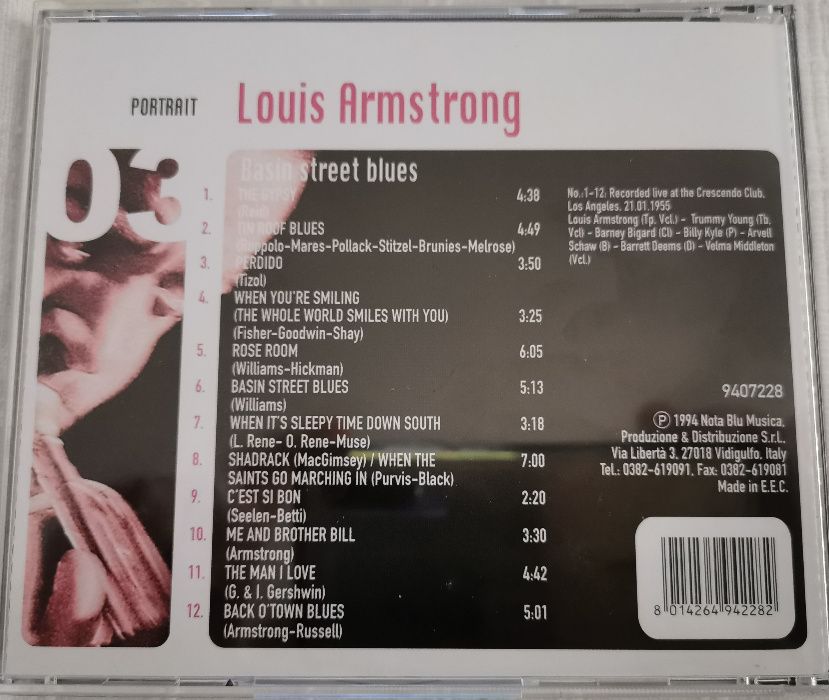 PORTRAIT
Louis Armstrong
03
Basin street blues
1. THE GYPSY 4:38
(Reid)
2. TIN ROOF BLUES 4:49
(Roppolo-Mares-Pollack-Stitzel-Brunies-Melrose)
3. PERDIDO 3:50
(Tizol)
4. WHEN YOU'RE SMILING
(THE WHOLE WORLD SMILES WITH YOU) 3:25
(Fisher-Goodwin-Shay)
5. ROSE ROOM 6:05
(Williams-Hickman)
6. BASIN STREET BLUES 5:13
(Williams)
7. WHEN IT'S SLEEPY TIME DOWN SOUTH 3:18
(L. Rene- O. Rene-Muse)
8. SHADRACK (MacGimsey) / WHEN THE 7:00
SAINTS GO MARCHING IN (Purvis-Black)
9. C'EST SI BON 2:20
(Seelen-Betti)
10. ME AND BROTHER BILL 3:30
(Armstrong)
11. THE MAN I LOVE 4:42
(G. & I. Gershwin)
12. BACK O'TOWN BLUES 5:01
(Armstrong-Russell)
No.:1-12: Recorded live at the Crescendo Club,
Los Angeles, 21.01.1955
Louis Armstrong (Tp, Vcl.) - Trummy Young (Tb,
Vcl) - Barney Bigard (Cl) - Billy Kyle (P) - Arvell
Schaw (B) - Barrett Deems (D) - Velma Middleton
(Vcl.)
9407228
Ⓟ 1994 Nota Blu Musica,
Produzione & Distribuzione S.r.L.
Via Libertà 3, 27018 Vidigulfo, Italy
Tel.: 0382-619091, Fax: 0382-619081
Made in E.E.C.
8 014264 942282